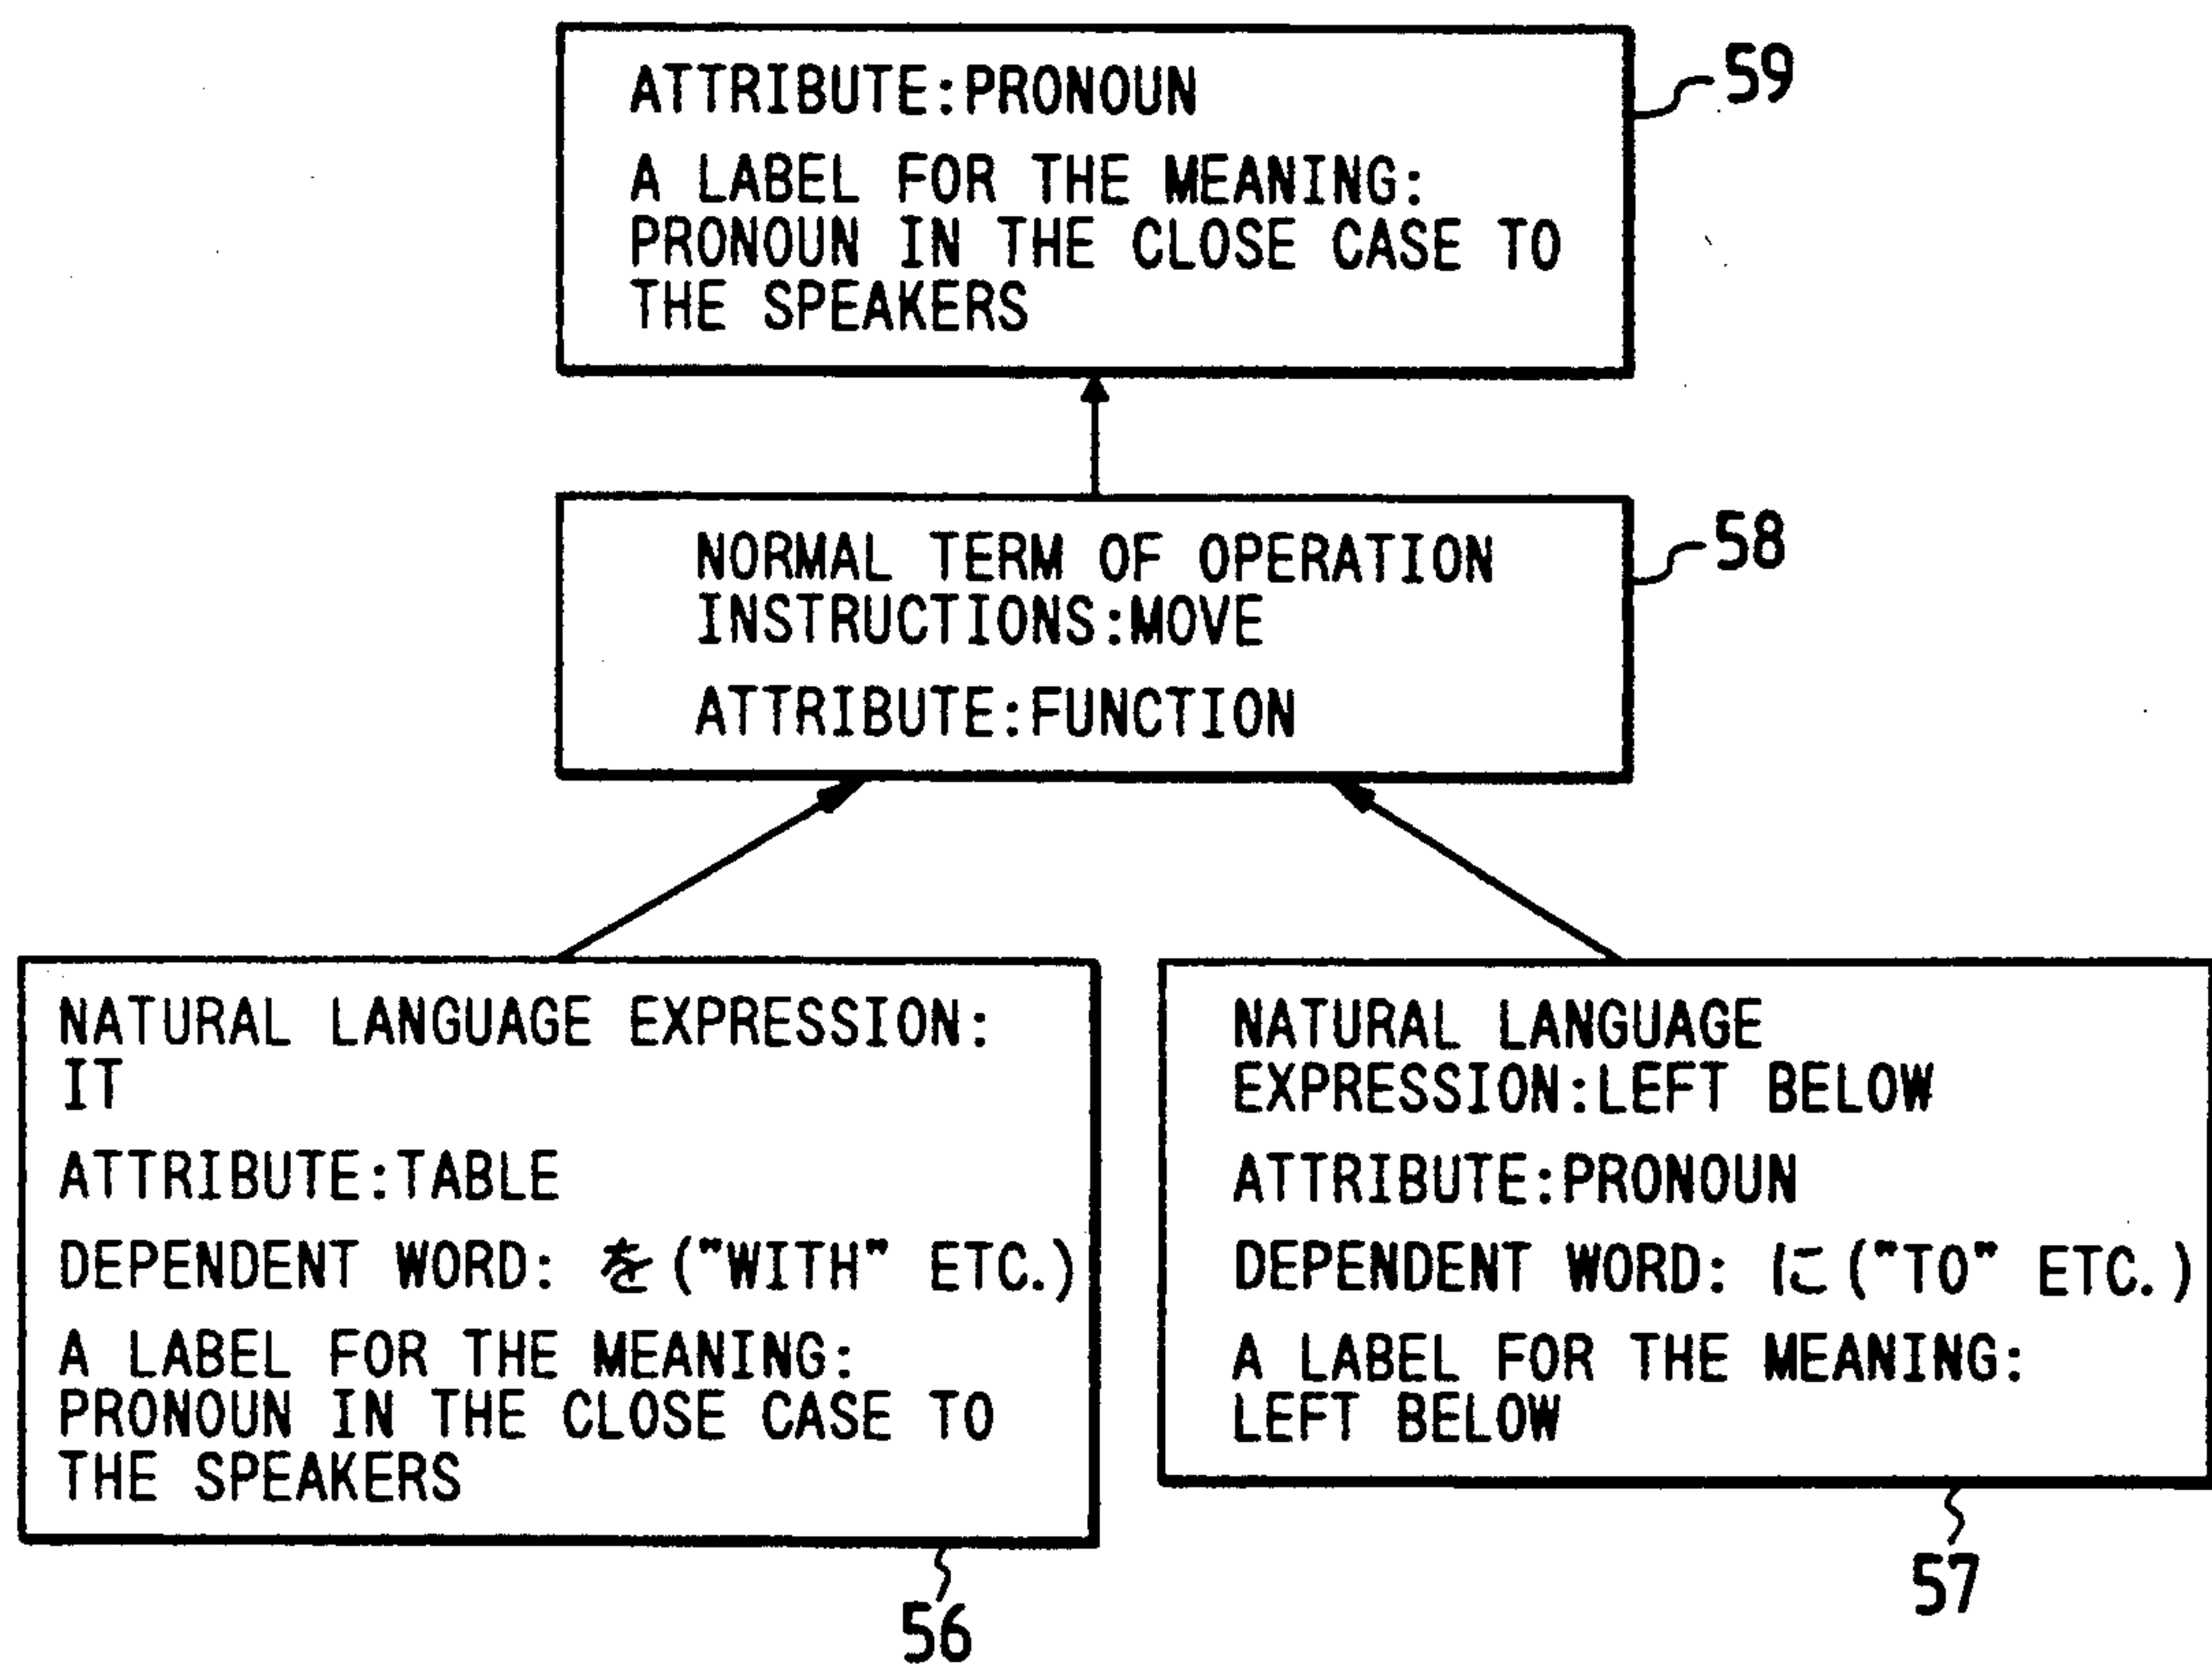 ATTRIBUTE:PRONOUN
A LABEL FOR THE MEANING:
PRONOUN IN THE CLOSE CASE TO
THE SPEAKERS
59
NORMAL TERM OF OPERATION
INSTRUCTIONS:MOVE
ATTRIBUTE:FUNCTION
58
NATURAL LANGUAGE EXPRESSION:
IT
ATTRIBUTE:TABLE
DEPENDENT WORD: を("WITH" ETC.)
A LABEL FOR THE MEANING:
PRONOUN IN THE CLOSE CASE TO
THE SPEAKERS
56
NATURAL LANGUAGE
EXPRESSION:LEFT BELOW
ATTRIBUTE:PRONOUN
DEPENDENT WORD: に("TO" ETC.)
A LABEL FOR THE MEANING:
LEFT BELOW
57